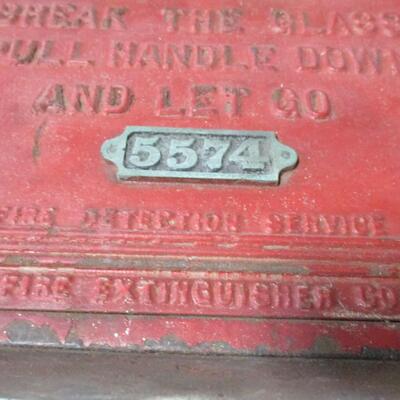 BREAK THE GLASS
PULL HANDLE DOWN
AND LET GO
5574
FIRE DETECTION SERVICE
FIRE EXTINGUISHER CO